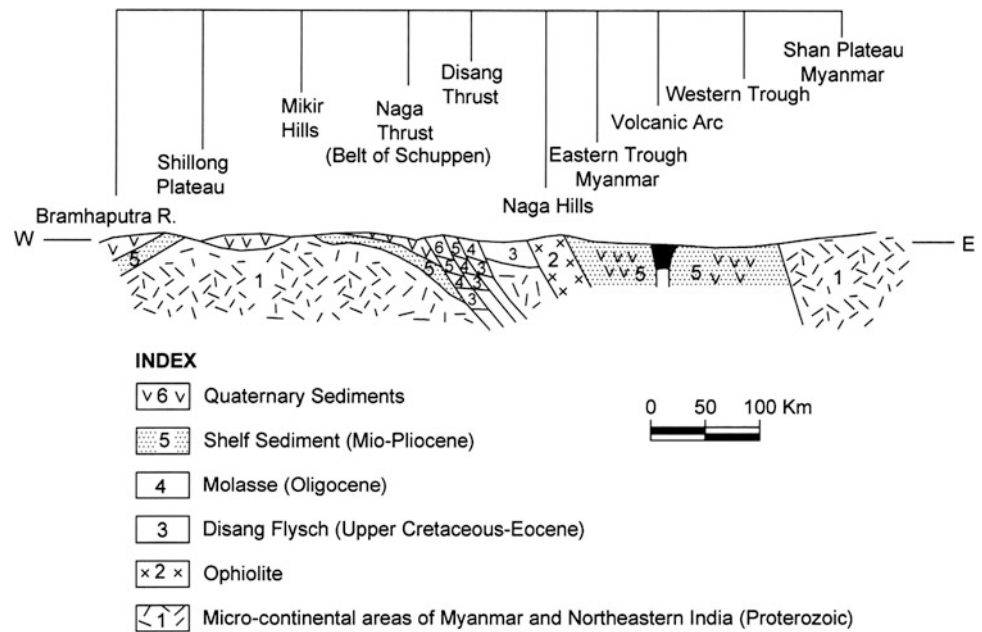 Shan Plateau
Myanmar
Disang
Thrust
Western Trough
Mikir
Hills
Naga
Thrust
(Belt of Schuppen)
Volcanic Arc
Shillong
Plateau
Eastern Trough
Myanmar
Naga Hills
Bramhaputra R.
W
E
5
1
5
6
5
4
5
4
3
4
3
3
3
2
5
5
1
INDEX
6 Quaternary Sediments
5 Shelf Sediment (Mio-Pliocene)
4 Molasse (Oligocene)
3 Disang Flysch (Upper Cretaceous-Eocene)
2 Ophiolite
1 Micro-continental areas of Myanmar and Northeastern India (Proterozoic)
0 50 100 Km